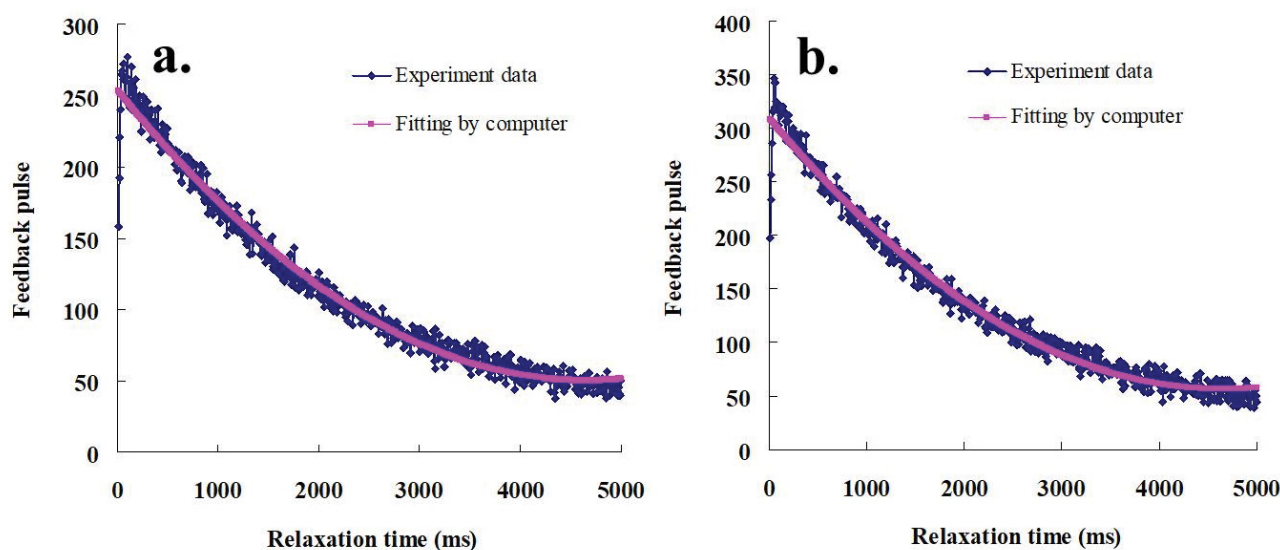 a.
300
250
200
150
100
50
0
Feedback pulse
Experiment data
Fitting by computer
0 1000 2000 3000 4000 5000
Relaxation time (ms)
b.
400
350
300
250
200
150
100
50
0
Feedback pulse
Experiment data
Fitting by computer
0 1000 2000 3000 4000 5000
Relaxation time (ms)